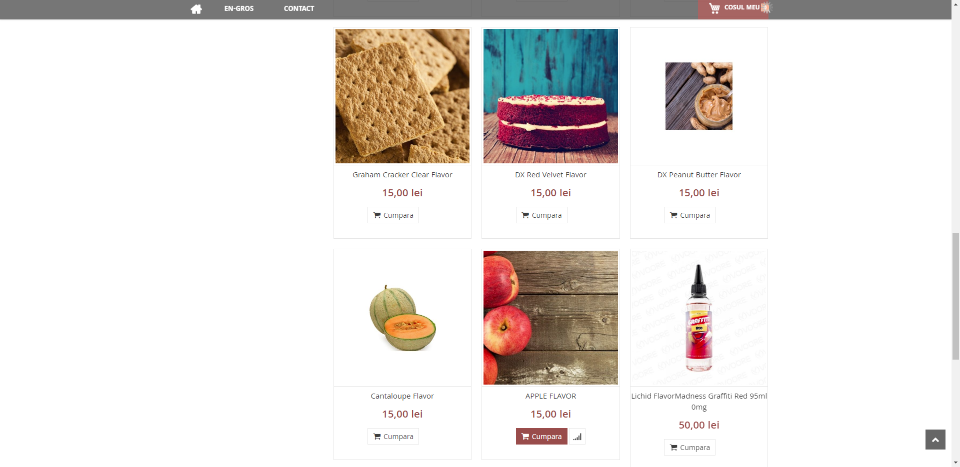 EN-GROS CONTACT COSUL MEU
Graham Cracker Clear Flavor
15,00 lei
Cumpara
DX Red Velvet Flavor
15,00 lei
Cumpara
DX Peanut Butter Flavor
15,00 lei
Cumpara
Cantaloupe Flavor
15,00 lei
Cumpara
APPLE FLAVOR
15,00 lei
Cumpara
Lichid FlavorMadness Graffiti Red 95ml
0mg
50,00 lei
Cumpara